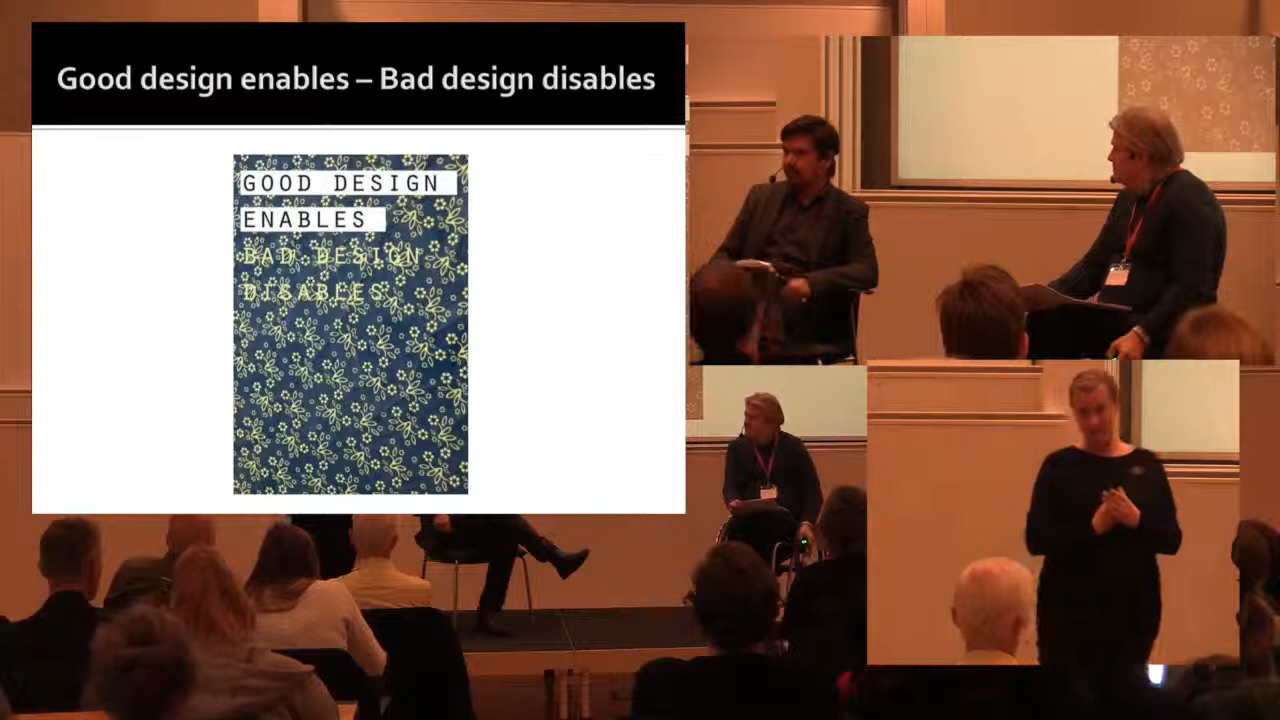 Good design enables – Bad design disables
GOOD DESIGN
ENABLES
BAD DESIGN
DISABLES